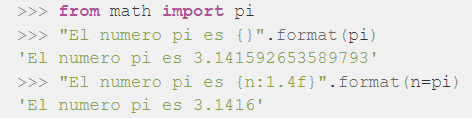 >>> from math import pi
>>> "El numero pi es {}".format(pi)
'El numero pi es 3.141592653589793'
>>> "El numero pi es {n:1.4f}".format(n=pi)
'El numero pi es 3.1416'